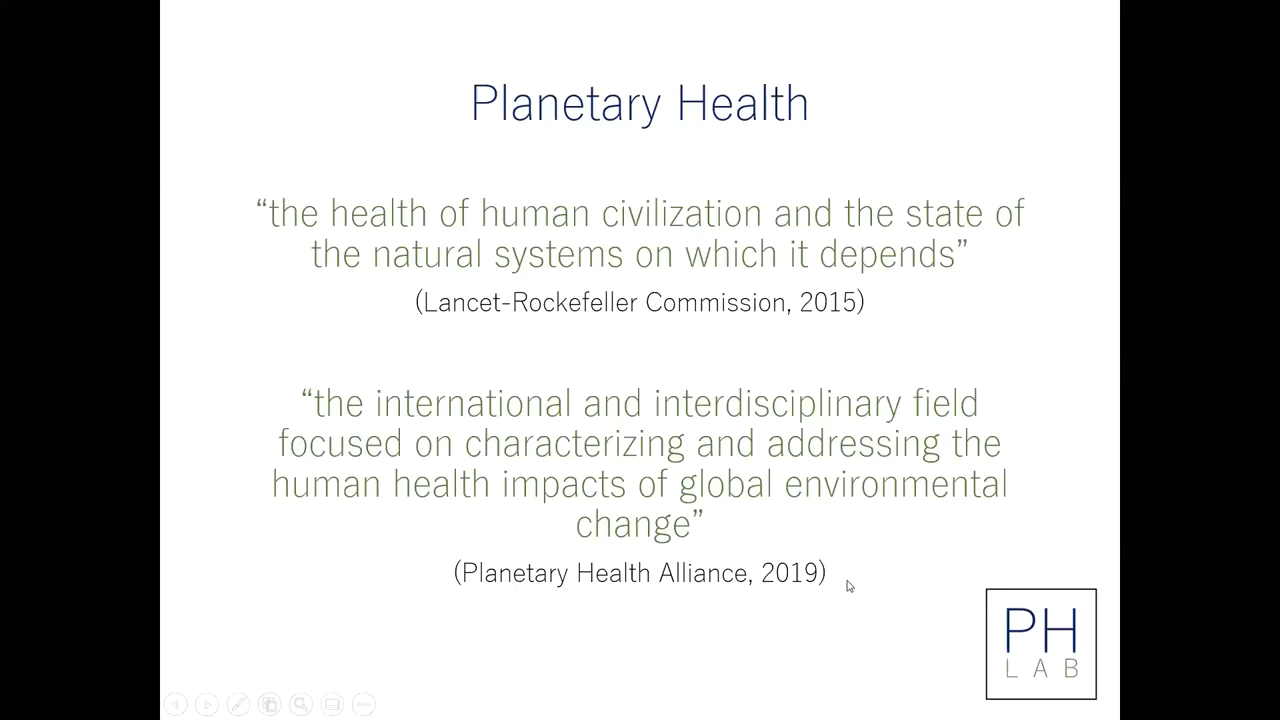 Planetary Health
“the health of human civilization and the state of
the natural systems on which it depends”
(Lancet-Rockefeller Commission, 2015)
“the international and interdisciplinary field
focused on characterizing and addressing the
human health impacts of global environmental
change”
(Planetary Health Alliance, 2019)
PH
LAB